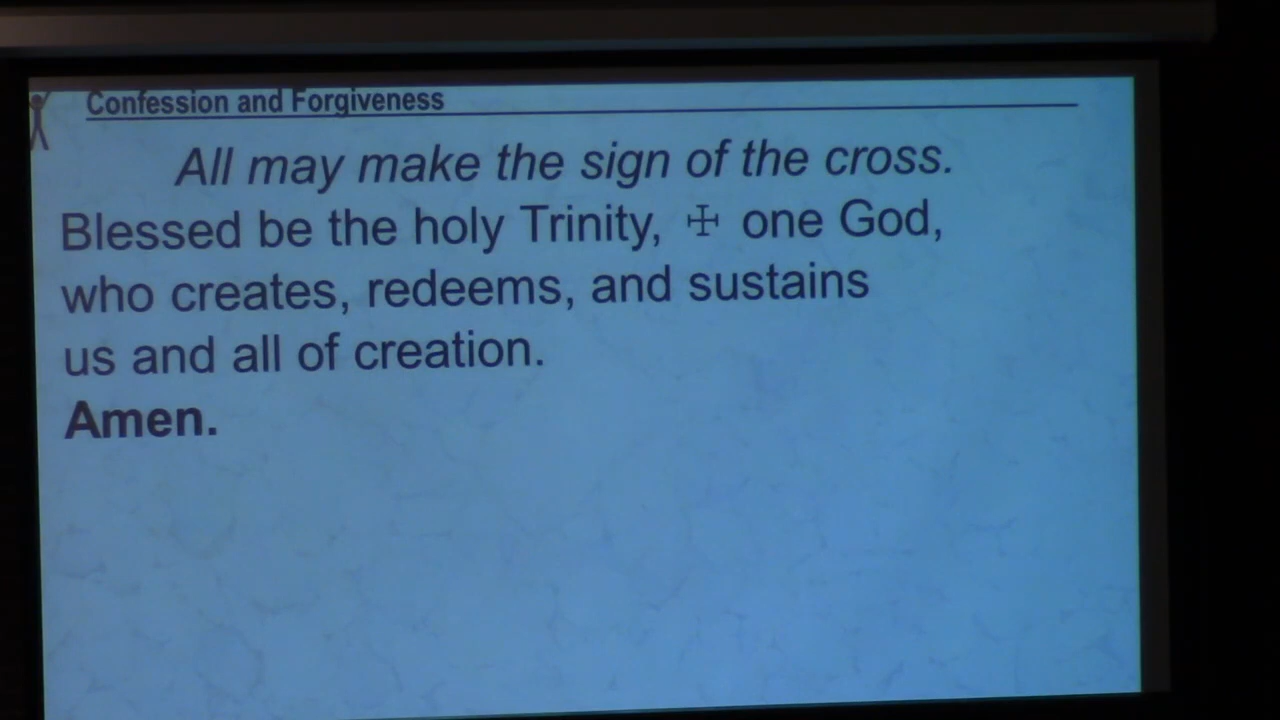 Confession and Forgiveness
All may make the sign of the cross.
Blessed be the holy Trinity, ☩ one God,
who creates, redeems, and sustains
us and all of creation.
Amen.